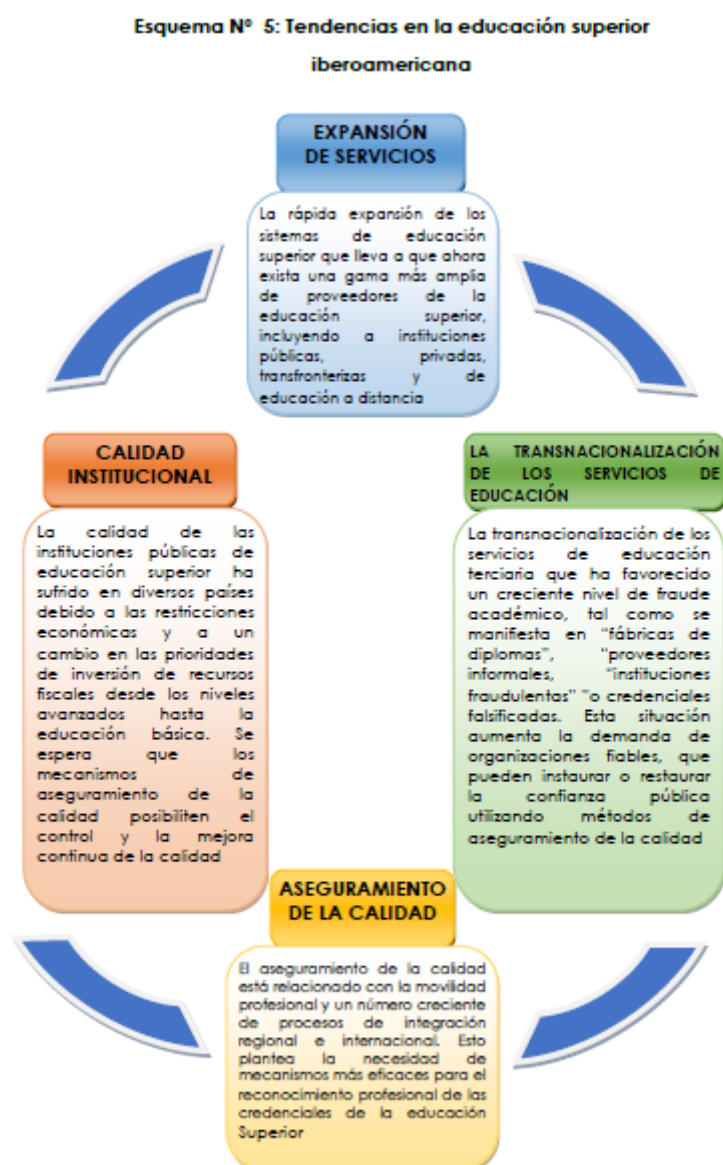 Esquema Nº 5: Tendencias en la educación superior
iberoamericana
EXPANSIÓN
DE SERVICIOS
La rápida expansión de los
sistemas de educación
superior que lleva a que ahora
exista una gama más amplia
de proveedores de la
educación superior,
incluyendo a instituciones
públicas, privadas,
transfronterizas y de
educación a distancia
CALIDAD
INSTITUCIONAL
La calidad de las
instituciones públicas de
educación superior ha
sufrido en diversos países
debido a las restricciones
económicas y a un
cambio en las prioridades
de inversión de recursos
fiscales desde los niveles
avanzados hasta la
educación básica. Se
espera que los
mecanismos de
aseguramiento de la
calidad posibiliten el
control y la mejora
continua de la calidad
LA TRANSNACIONALIZACIÓN
DE LOS SERVICIOS DE
EDUCACIÓN
La transnacionalización de los
servicios de educación
terciaria que ha favorecido
un creciente nivel de fraude
académico, tal como se
manifiesta en "fábricas de
diplomas", "proveedores
informales, "instituciones
fraudulentas" "o credenciales
falsificadas. Esta situación
aumenta la demanda de
organizaciones fiables, que
pueden instaurar o restaurar
la confianza pública
utilizando métodos de
aseguramiento de la calidad
ASEGURAMIENTO
DE LA CALIDAD
El aseguramiento de la calidad
está relacionado con la movilidad
profesional y un número creciente
de procesos de integración
regional e internacional. Esto
plantea la necesidad de
mecanismos más eficaces para el
reconocimiento profesional de las
credenciales de la educación
Superior